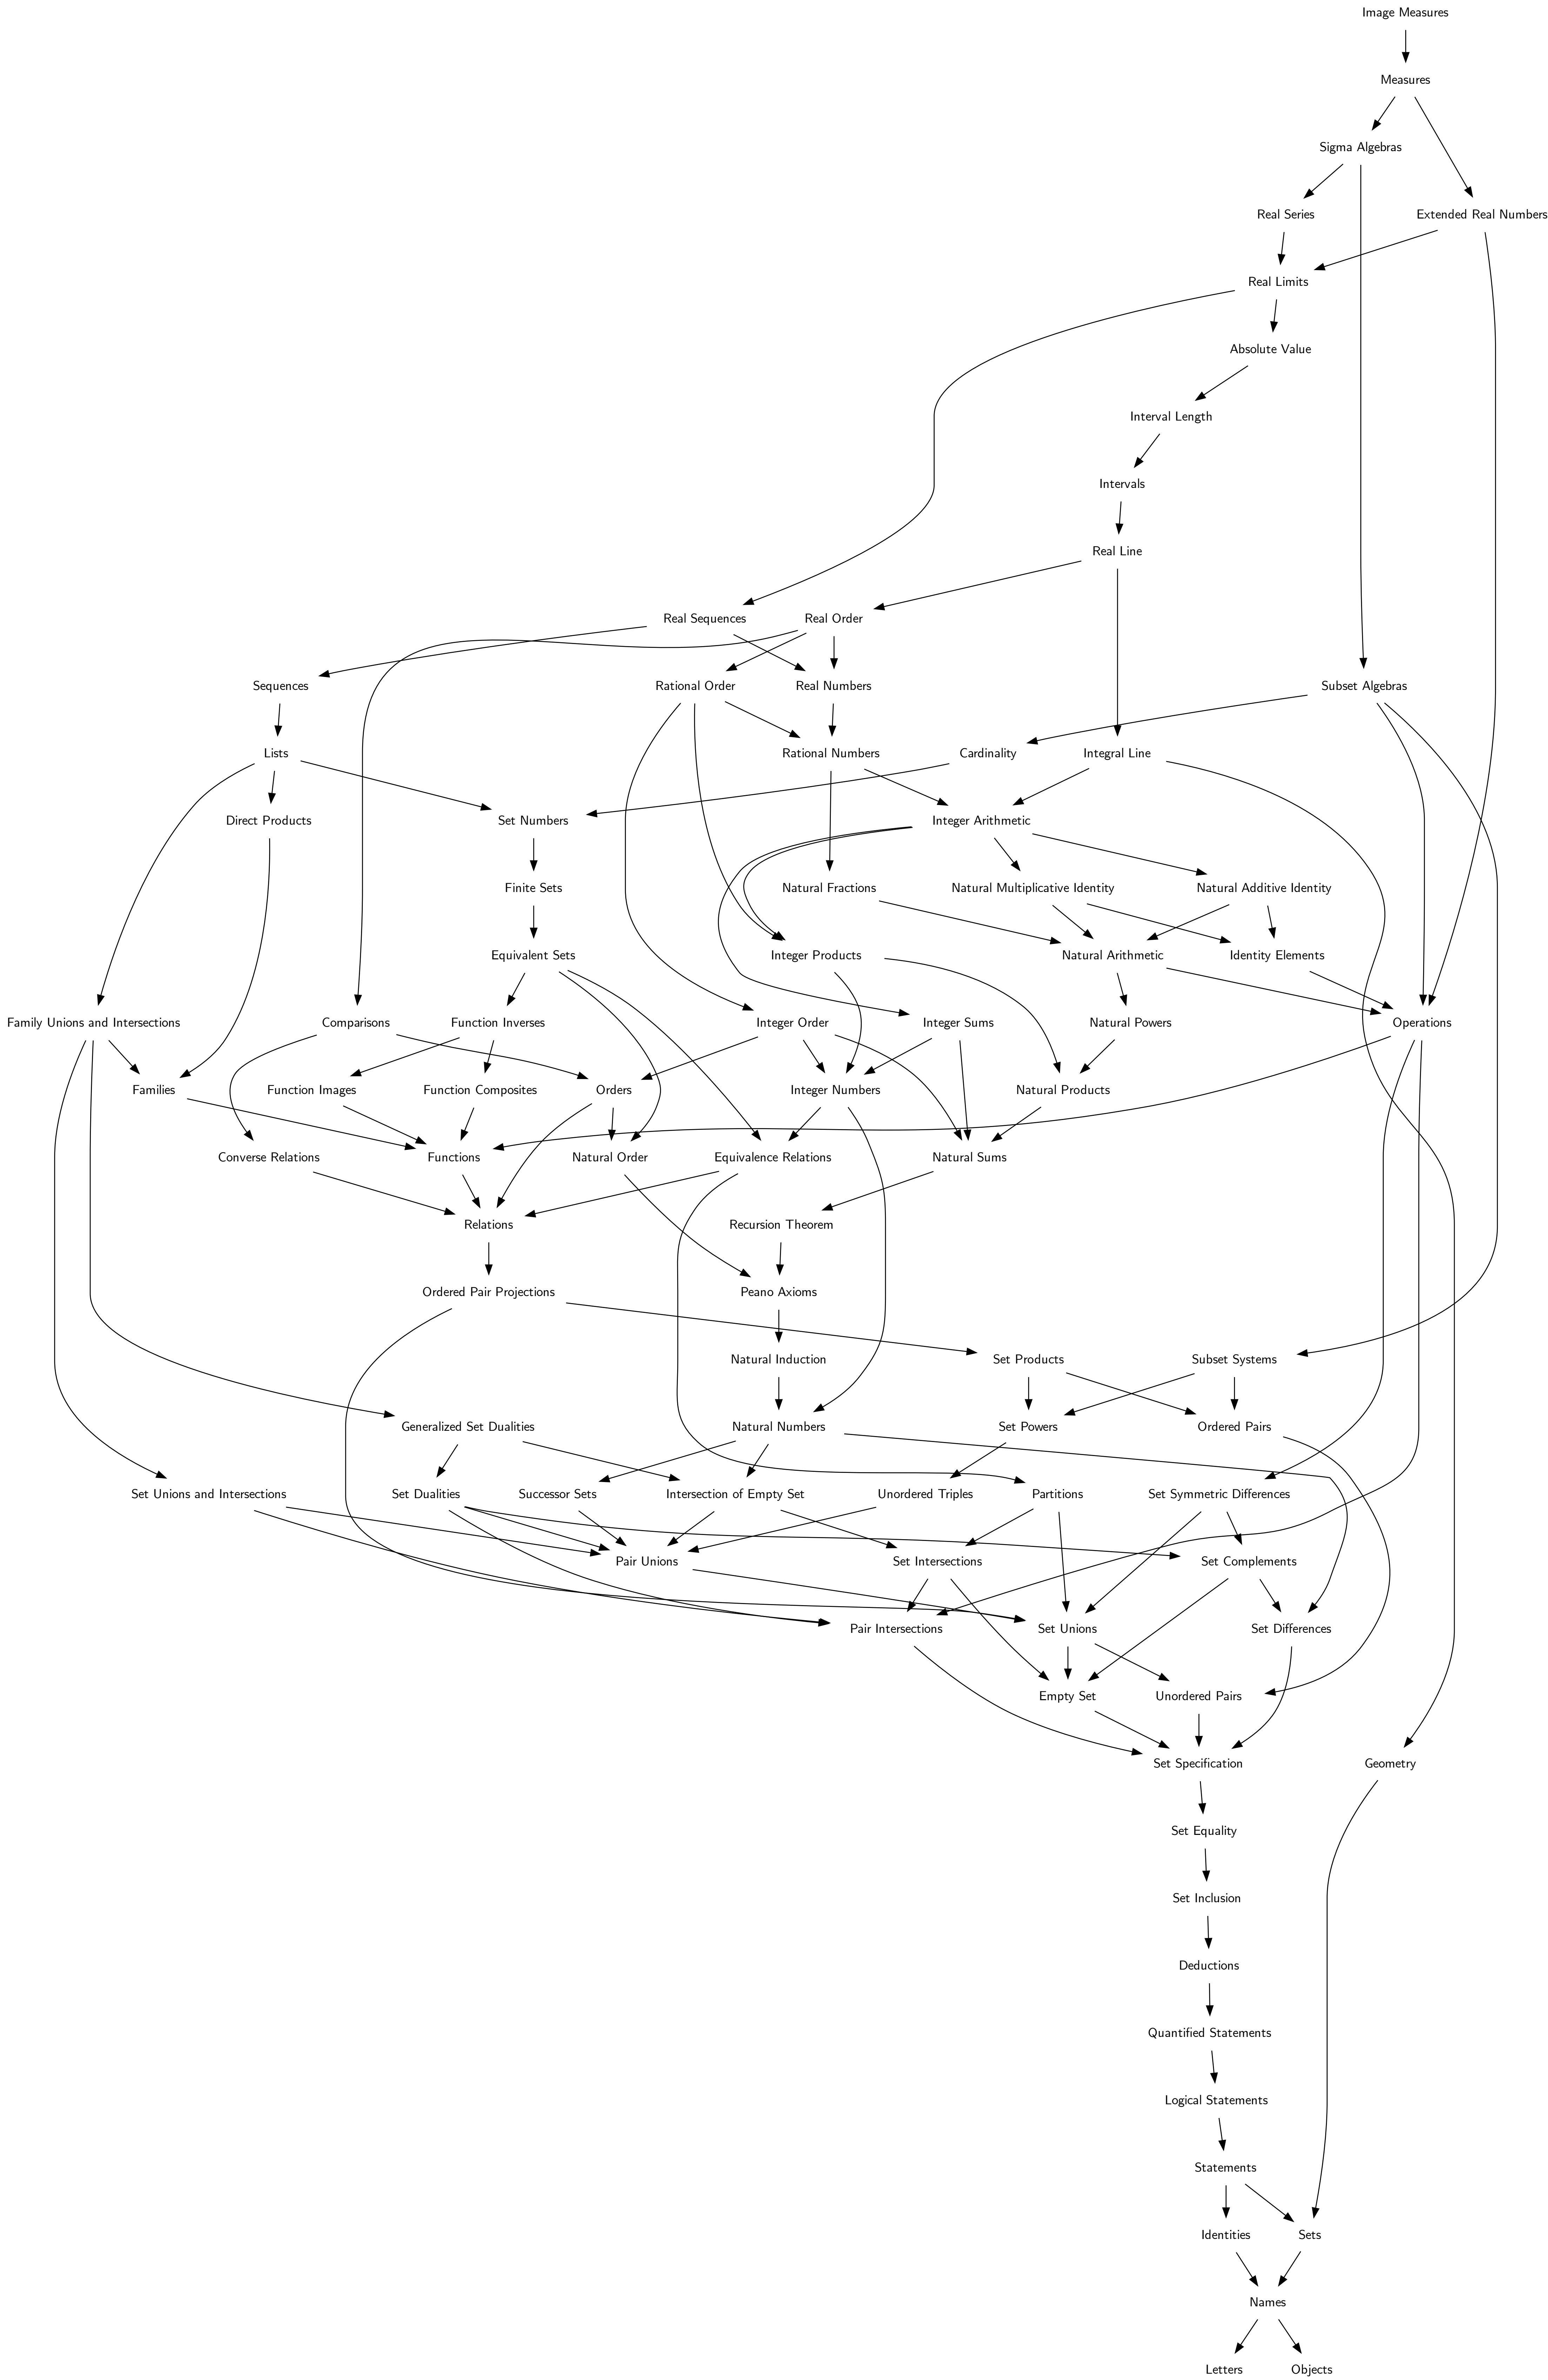 Image Measures
Measures
Sigma Algebras
Real Series
Extended Real Numbers
Real Limits
Absolute Value
Interval Length
Intervals
Real Line
Real Sequences
Real Order
Sequences
Rational Order
Real Numbers
Subset Algebras
Lists
Rational Numbers
Cardinality
Integral Line
Direct Products
Set Numbers
Integer Arithmetic
Finite Sets
Natural Fractions
Natural Multiplicative Identity
Natural Additive Identity
Equivalent Sets
Integer Products
Natural Arithmetic
Identity Elements
Family Unions and Intersections
Comparisons
Function Inverses
Integer Order
Integer Sums
Natural Powers
Operations
Families
Function Images
Function Composites
Orders
Integer Numbers
Natural Products
Converse Relations
Functions
Natural Order
Equivalence Relations
Natural Sums
Relations
Recursion Theorem
Ordered Pair Projections
Peano Axioms
Natural Induction
Set Products
Subset Systems
Generalized Set Dualities
Natural Numbers
Set Powers
Ordered Pairs
Set Unions and Intersections
Set Dualities
Successor Sets
Intersection of Empty Set
Unordered Triples
Partitions
Set Symmetric Differences
Pair Unions
Set Intersections
Set Complements
Pair Intersections
Set Unions
Set Differences
Empty Set
Unordered Pairs
Set Specification
Geometry
Set Equality
Set Inclusion
Deductions
Quantified Statements
Logical Statements
Statements
Identities
Sets
Names
Letters
Objects